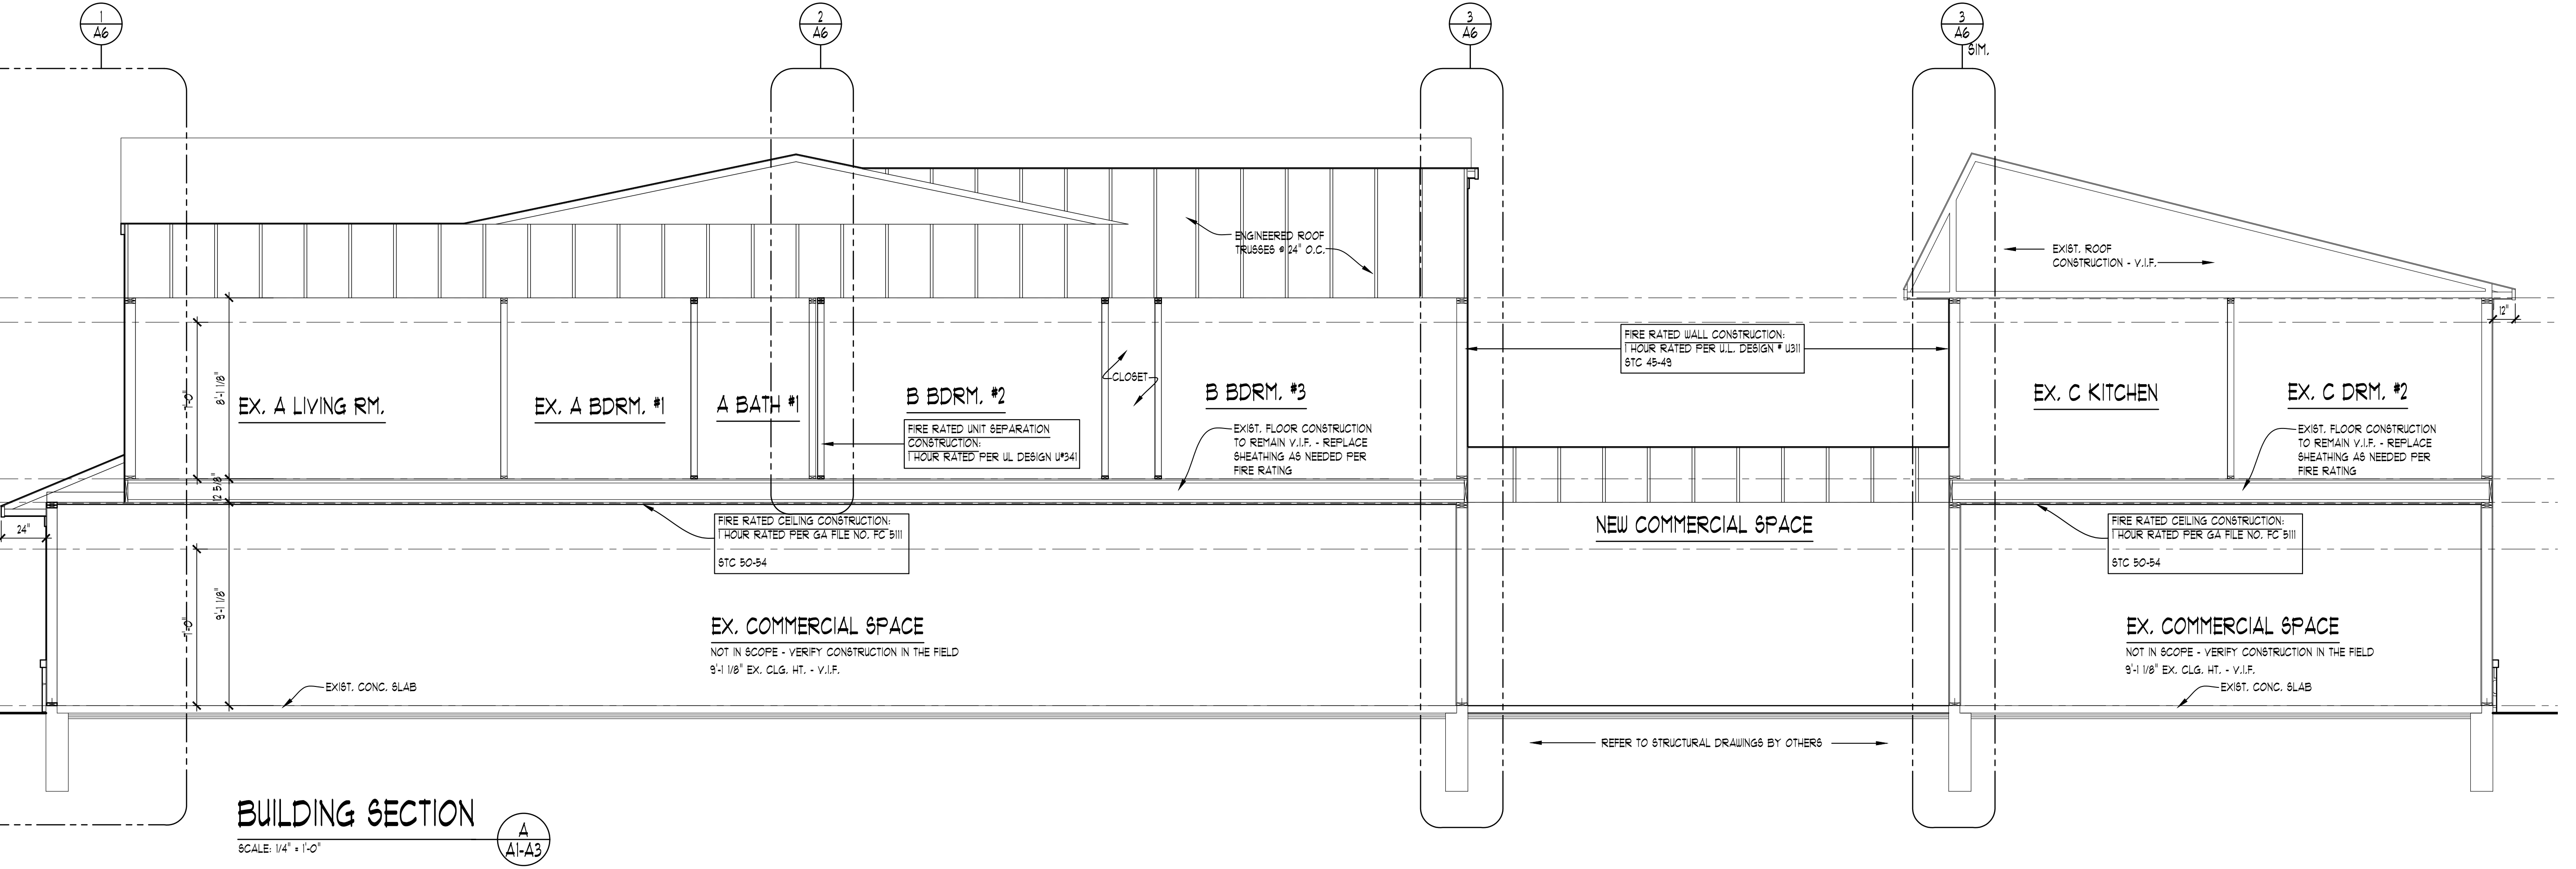 1
A6
2
A6
3
A6
3
A6
SIM.
ENGINEERED ROOF
TRUSSES @ 24" O.C.
EXIST. ROOF
CONSTRUCTION - V.I.F.
12"
FIRE RATED WALL CONSTRUCTION:
1 HOUR RATED PER U.L. DESIGN # U311
STC 45-49
7'-0"
8'-1 1/8"
EX. A LIVING RM.
EX. A BDRM. #1
A BATH #1
B BDRM. #2
CLOSET
B BDRM. #3
EX. C KITCHEN
EX. C DRM. #2
FIRE RATED UNIT SEPARATION
CONSTRUCTION:
1 HOUR RATED PER UL DESIGN U#341
EXIST. FLOOR CONSTRUCTION
TO REMAIN V.I.F. - REPLACE
SHEATHING AS NEEDED PER
FIRE RATING
EXIST. FLOOR CONSTRUCTION
TO REMAIN V.I.F. - REPLACE
SHEATHING AS NEEDED PER
FIRE RATING
12 5/8"
24"
FIRE RATED CEILING CONSTRUCTION:
1 HOUR RATED PER GA FILE NO. FC 5111
STC 50-54
NEW COMMERCIAL SPACE
FIRE RATED CEILING CONSTRUCTION:
1 HOUR RATED PER GA FILE NO. FC 5111
STC 50-54
7'-0"
9'-1 1/8"
EX. COMMERCIAL SPACE
NOT IN SCOPE - VERIFY CONSTRUCTION IN THE FIELD
9'-1 1/8" EX. CLG. HT. - V.I.F.
EX. COMMERCIAL SPACE
NOT IN SCOPE - VERIFY CONSTRUCTION IN THE FIELD
9'-1 1/8" EX. CLG. HT. - V.I.F.
EXIST. CONC. SLAB
EXIST. CONC. SLAB
REFER TO STRUCTURAL DRAWINGS BY OTHERS
BUILDING SECTION
SCALE: 1/4" = 1'-0"
A
A1-A3